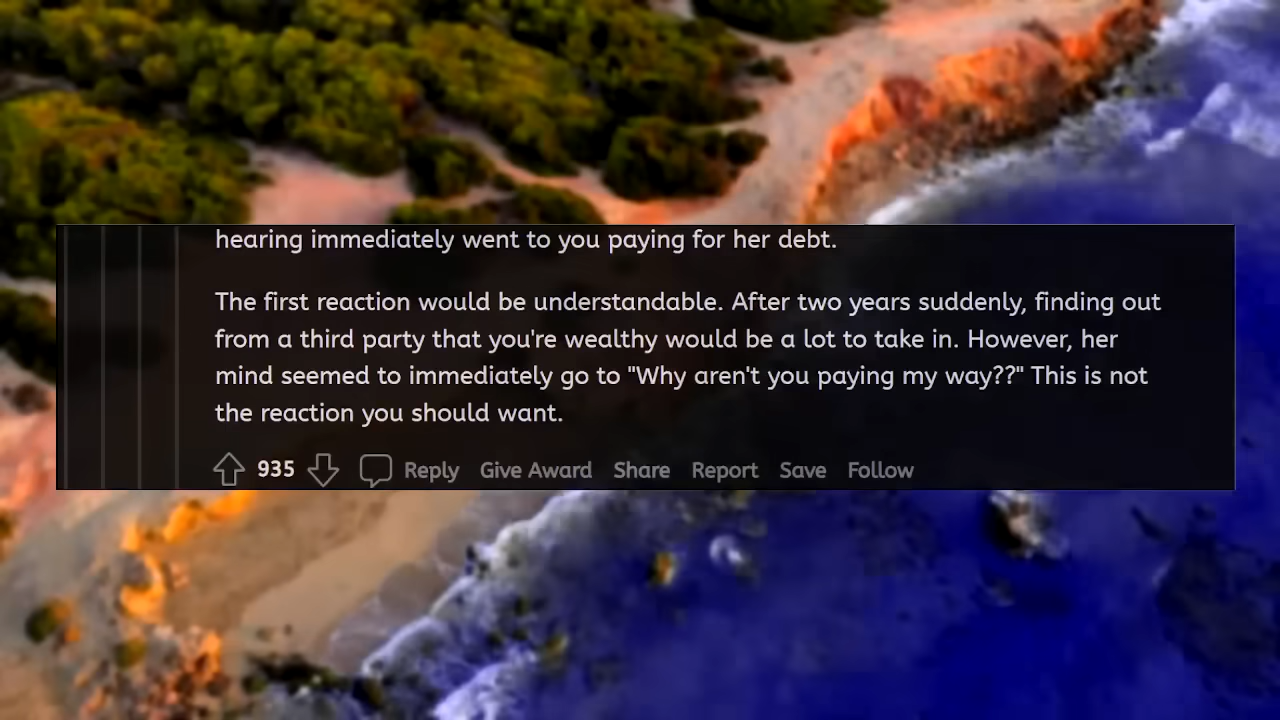 hearing immediately went to you paying for her debt.
The first reaction would be understandable. After two years suddenly, finding out
from a third party that you're wealthy would be a lot to take in. However, her
mind seemed to immediately go to "Why aren't you paying my way??" This is not
the reaction you should want.
935 Reply Give Award Share Report Save Follow